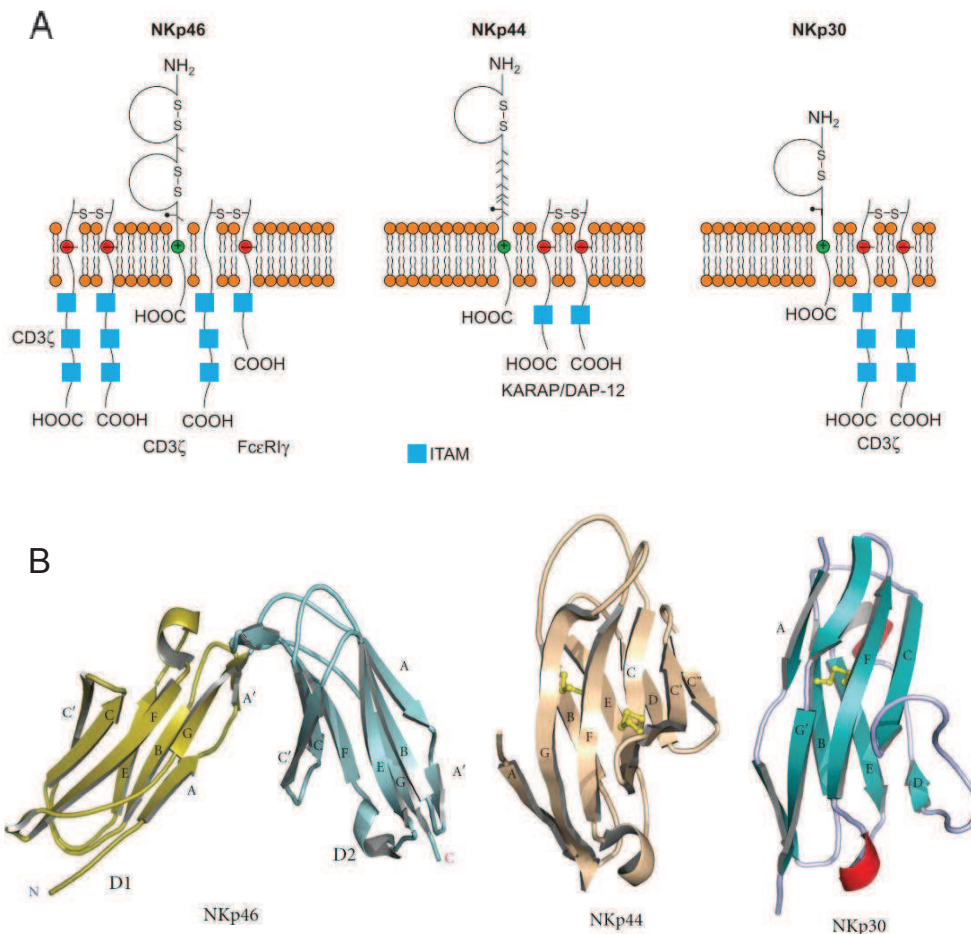 A
NKp46
NKp44
NKp30
NH2
S
S
S
S
S-S
S-S
HOOC
CD3ζ
COOH
HOOC
COOH
COOH
CD3ζ
FcεRIγ
NH2
S
S
S-S
HOOC
HOOC
COOH
KARAP/DAP-12
ITAM
NH2
S
S
S-S
HOOC
HOOC
COOH
CD3ζ
B
C'
C
F
E
B
G
A
A'
N
D1
C'
C
F
E
B
G
A
A'
D2
C
NKp46
A
G
B
F
E
C
D
C'
C"
NKp44
A
G'
B
F
E
C
D
NKp30